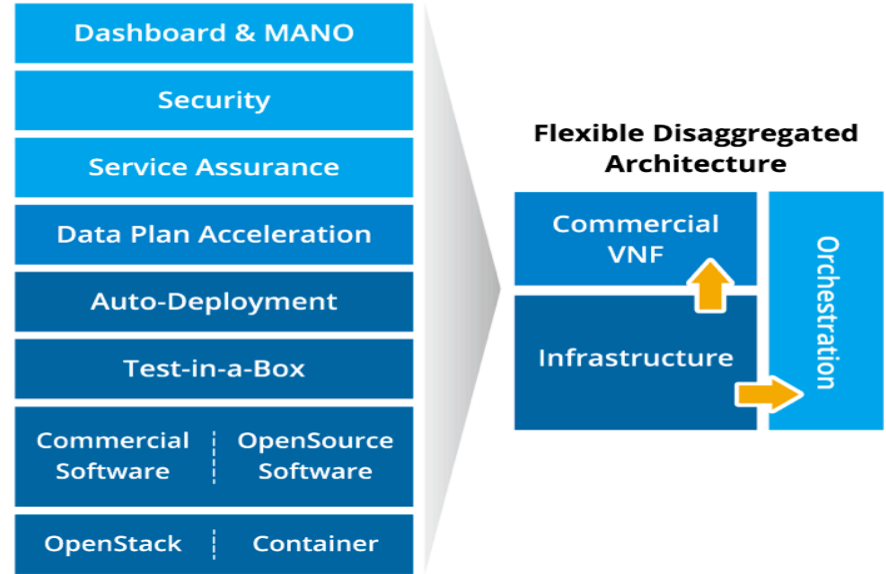 Dashboard & MANO
Security
Service Assurance
Data Plan Acceleration
Auto-Deployment
Test-in-a-Box
Commercial
Software
OpenSource
Software
OpenStack
Container
Flexible Disaggregated
Architecture
Commercial
VNF
Infrastructure
Orchestration